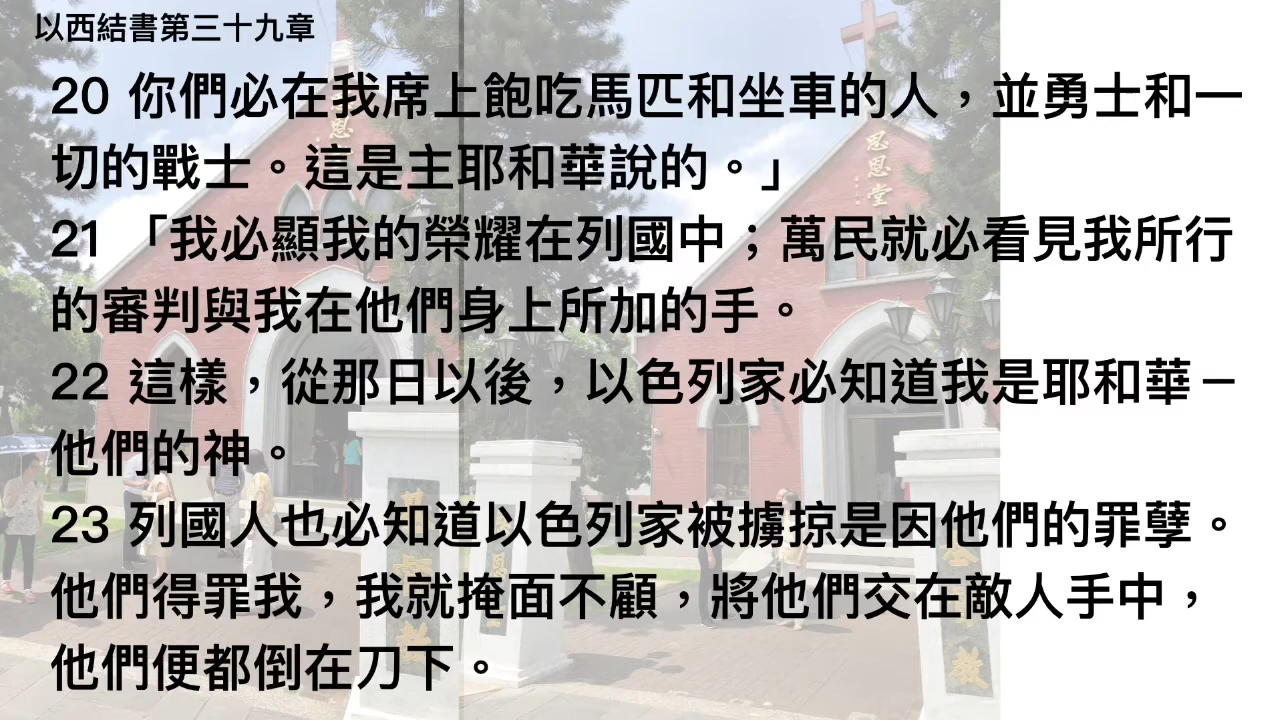 以西結書第三十九章
20 你們必在我席上飽吃馬匹和坐車的人，並勇士和一
切的戰士。這是主耶和華說的。」
21 「我必顯我的榮耀在列國中；萬民就必看見我所行
的審判與我在他們身上所加的手。
22 這樣，從那日以後，以色列家必知道我是耶和華－
他們的神。
23 列國人也必知道以色列家被擄掠是因他們的罪孽。
他們得罪我，我就掩面不顧，將他們交在敵人手中，
他們便都倒在刀下。
恩
思恩堂
教